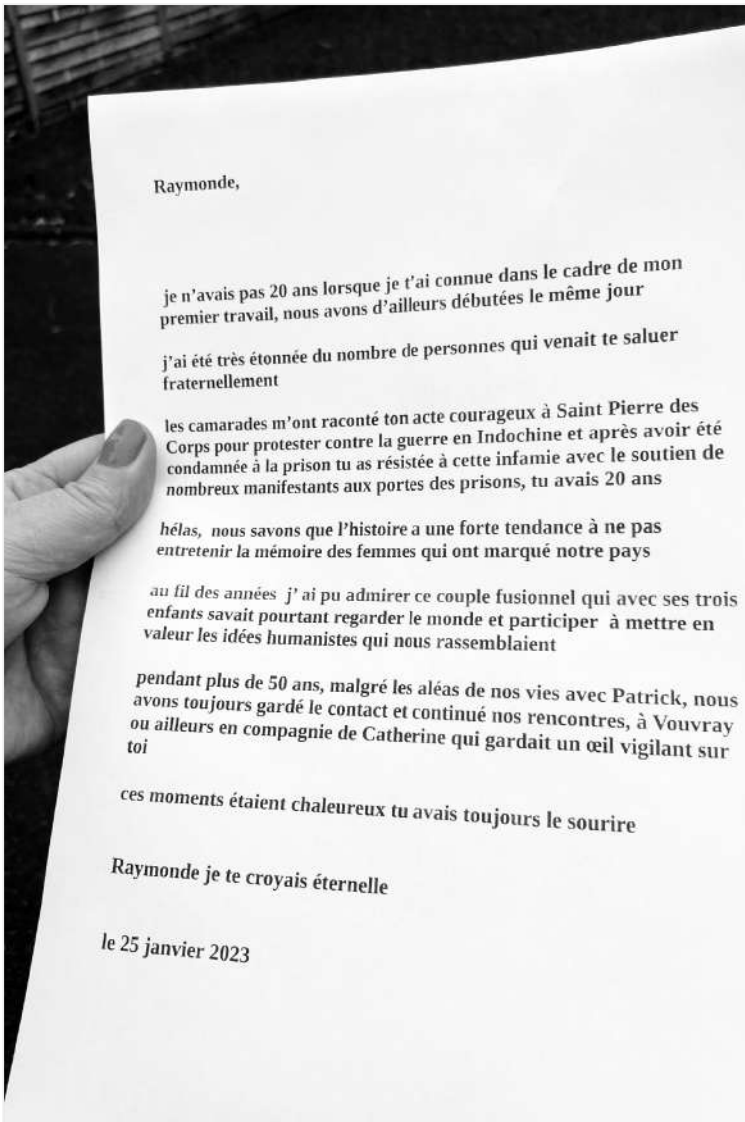 Raymonde,
je n'avais pas 20 ans lorsque je t'ai connue dans le cadre de mon
premier travail, nous avons d'ailleurs débutées le même jour
j'ai été très étonnée du nombre de personnes qui venait te saluer
fraternellement
les camarades m'ont raconté ton acte courageux à Saint Pierre des
Corps pour protester contre la guerre en Indochine et après avoir été
condamnée à la prison tu as résistée à cette infamie avec le soutien de
nombreux manifestants aux portes des prisons, tu avais 20 ans
hélas, nous savons que l'histoire a une forte tendance à ne pas
entretenir la mémoire des femmes qui ont marqué notre pays
au fil des années j' ai pu admirer ce couple fusionnel qui avec ses trois
enfants savait pourtant regarder le monde et participer à mettre en
valeur les idées humanistes qui nous rassemblaient
pendant plus de 50 ans, malgré les aléas de nos vies avec Patrick, nous
avons toujours gardé le contact et continué nos rencontres, à Vouvray
ou ailleurs en compagnie de Catherine qui gardait un œil vigilant sur
toi
ces moments étaient chaleureux tu avais toujours le sourire
Raymonde je te croyais éternelle
le 25 janvier 2023